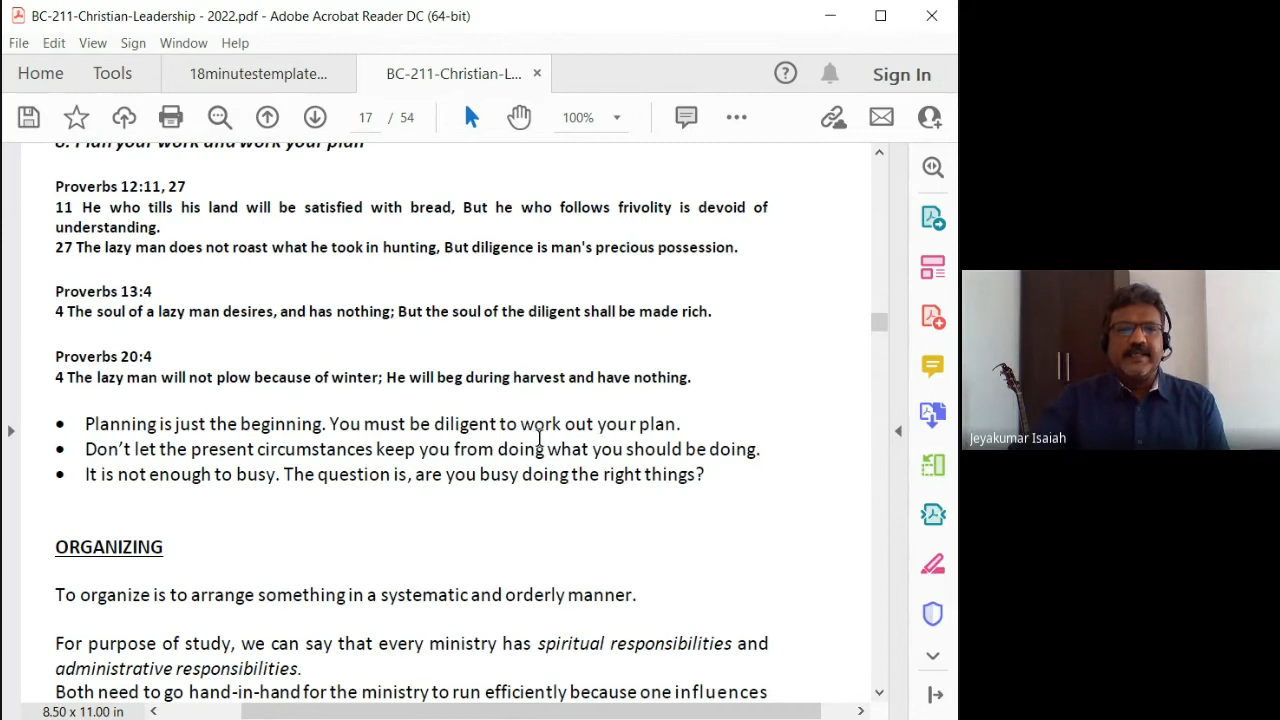 BC-211-Christian-Leadership - 2022.pdf - Adobe Acrobat Reader DC (64-bit)
File Edit View Sign Window Help
Home Tools 18minutestemplate... BC-211-Christian-L... Sign In
17 / 54 100%
Plan your work and work your plan
Proverbs 12:11, 27
11 He who tills his land will be satisfied with bread, But he who follows frivolity is devoid of
understanding.
27 The lazy man does not roast what he took in hunting, But diligence is man's precious possession.
Proverbs 13:4
4 The soul of a lazy man desires, and has nothing; But the soul of the diligent shall be made rich.
Proverbs 20:4
4 The lazy man will not plow because of winter; He will beg during harvest and have nothing.
• Planning is just the beginning. You must be diligent to work out your plan.
• Don’t let the present circumstances keep you from doing what you should be doing.
• It is not enough to busy. The question is, are you busy doing the right things?
ORGANIZING
To organize is to arrange something in a systematic and orderly manner.
For purpose of study, we can say that every ministry has spiritual responsibilities and
administrative responsibilities.
Both need to go hand-in-hand for the ministry to run efficiently because one influences
8.50 x 11.00 in
Jeyakumar Isaiah